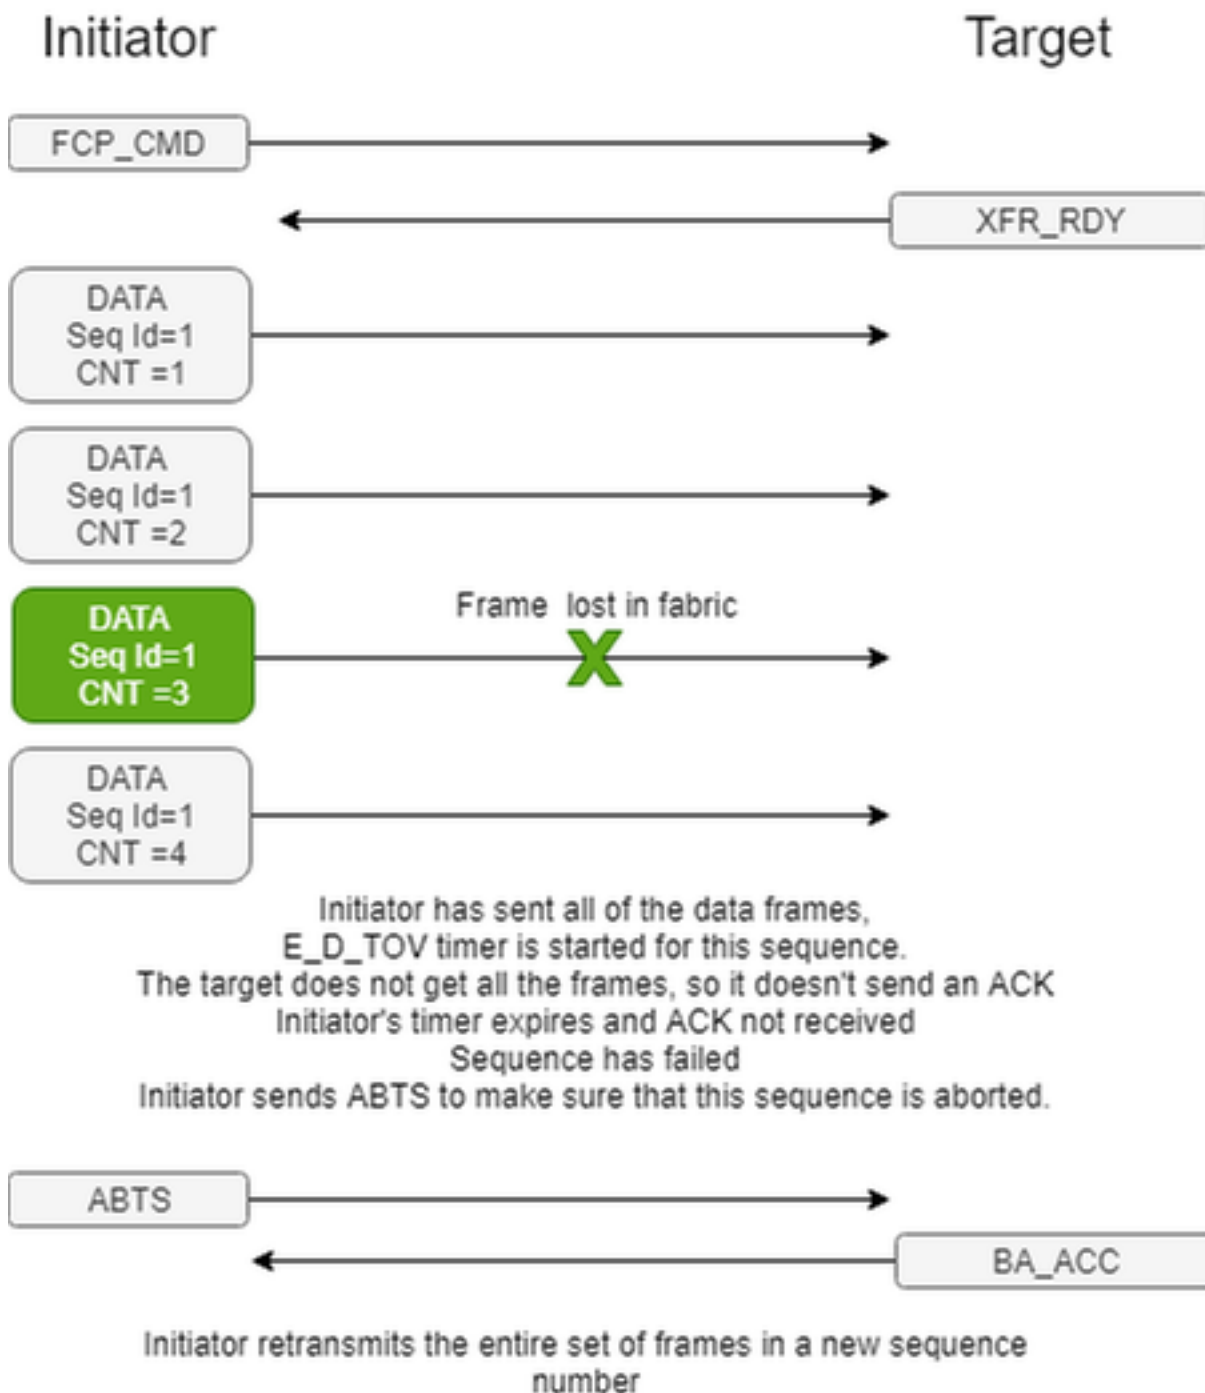 Initiator
Target
FCP_CMD
XFR_RDY
DATA
Seq Id=1
CNT =1
DATA
Seq Id=1
CNT =2
DATA
Seq Id=1
CNT =3
Frame lost in fabric
X
DATA
Seq Id=1
CNT =4
Initiator has sent all of the data frames,
E_D_TOV timer is started for this sequence.
The target does not get all the frames, so it doesn't send an ACK
Initiator's timer expires and ACK not received
Sequence has failed
Initiator sends ABTS to make sure that this sequence is aborted.
ABTS
BA_ACC
Initiator retransmits the entire set of frames in a new sequence
number